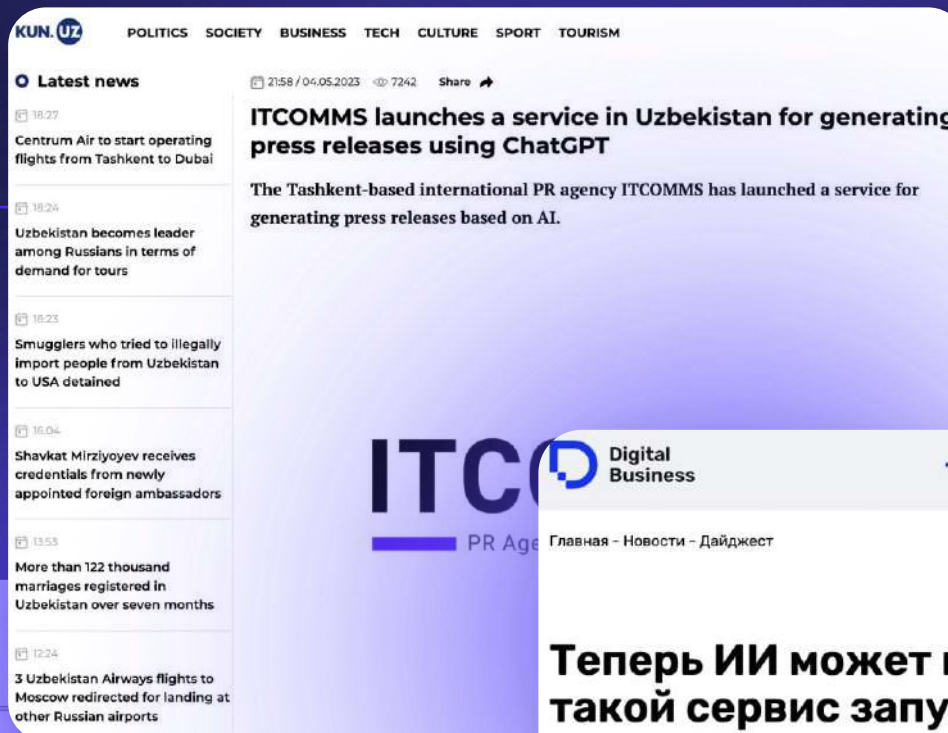 KUN.UZ
POLITICS SOCIETY BUSINESS TECH CULTURE SPORT TOURISM
Latest news
18:27
Centrum Air to start operating
flights from Tashkent to Dubai
18:24
Uzbekistan becomes leader
among Russians in terms of
demand for tours
18:23
Smugglers who tried to illegally
import people from Uzbekistan
to USA detained
16:04
Shavkat Mirziyoyev receives
credentials from newly
appointed foreign ambassadors
13:53
More than 122 thousand
marriages registered in
Uzbekistan over seven months
12:24
3 Uzbekistan Airways flights to
Moscow redirected for landing at
other Russian airports
21:58 / 04.05.2023 7242 Share
ITCOMMS launches a service in Uzbekistan for generating
press releases using ChatGPT
The Tashkent-based international PR agency ITCOMMS has launched a service for
generating press releases based on AI.
ITCO
PR Age
Digital
Business
Главная - Новости - Дайджест
Теперь ИИ может
такой сервис запу